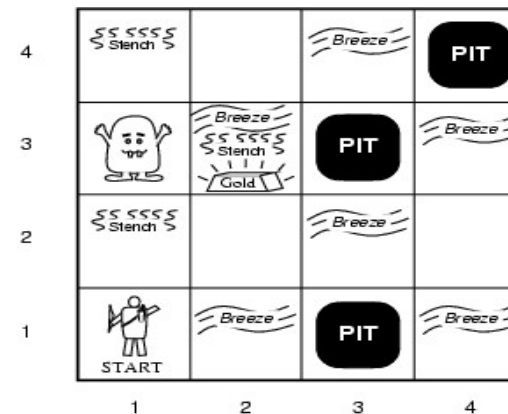 4
Stench
Breeze
PIT
3
Breeze
Stench
Gold
PIT
Breeze
2
Stench
Breeze
1
START
Breeze
PIT
Breeze
1 2 3 4